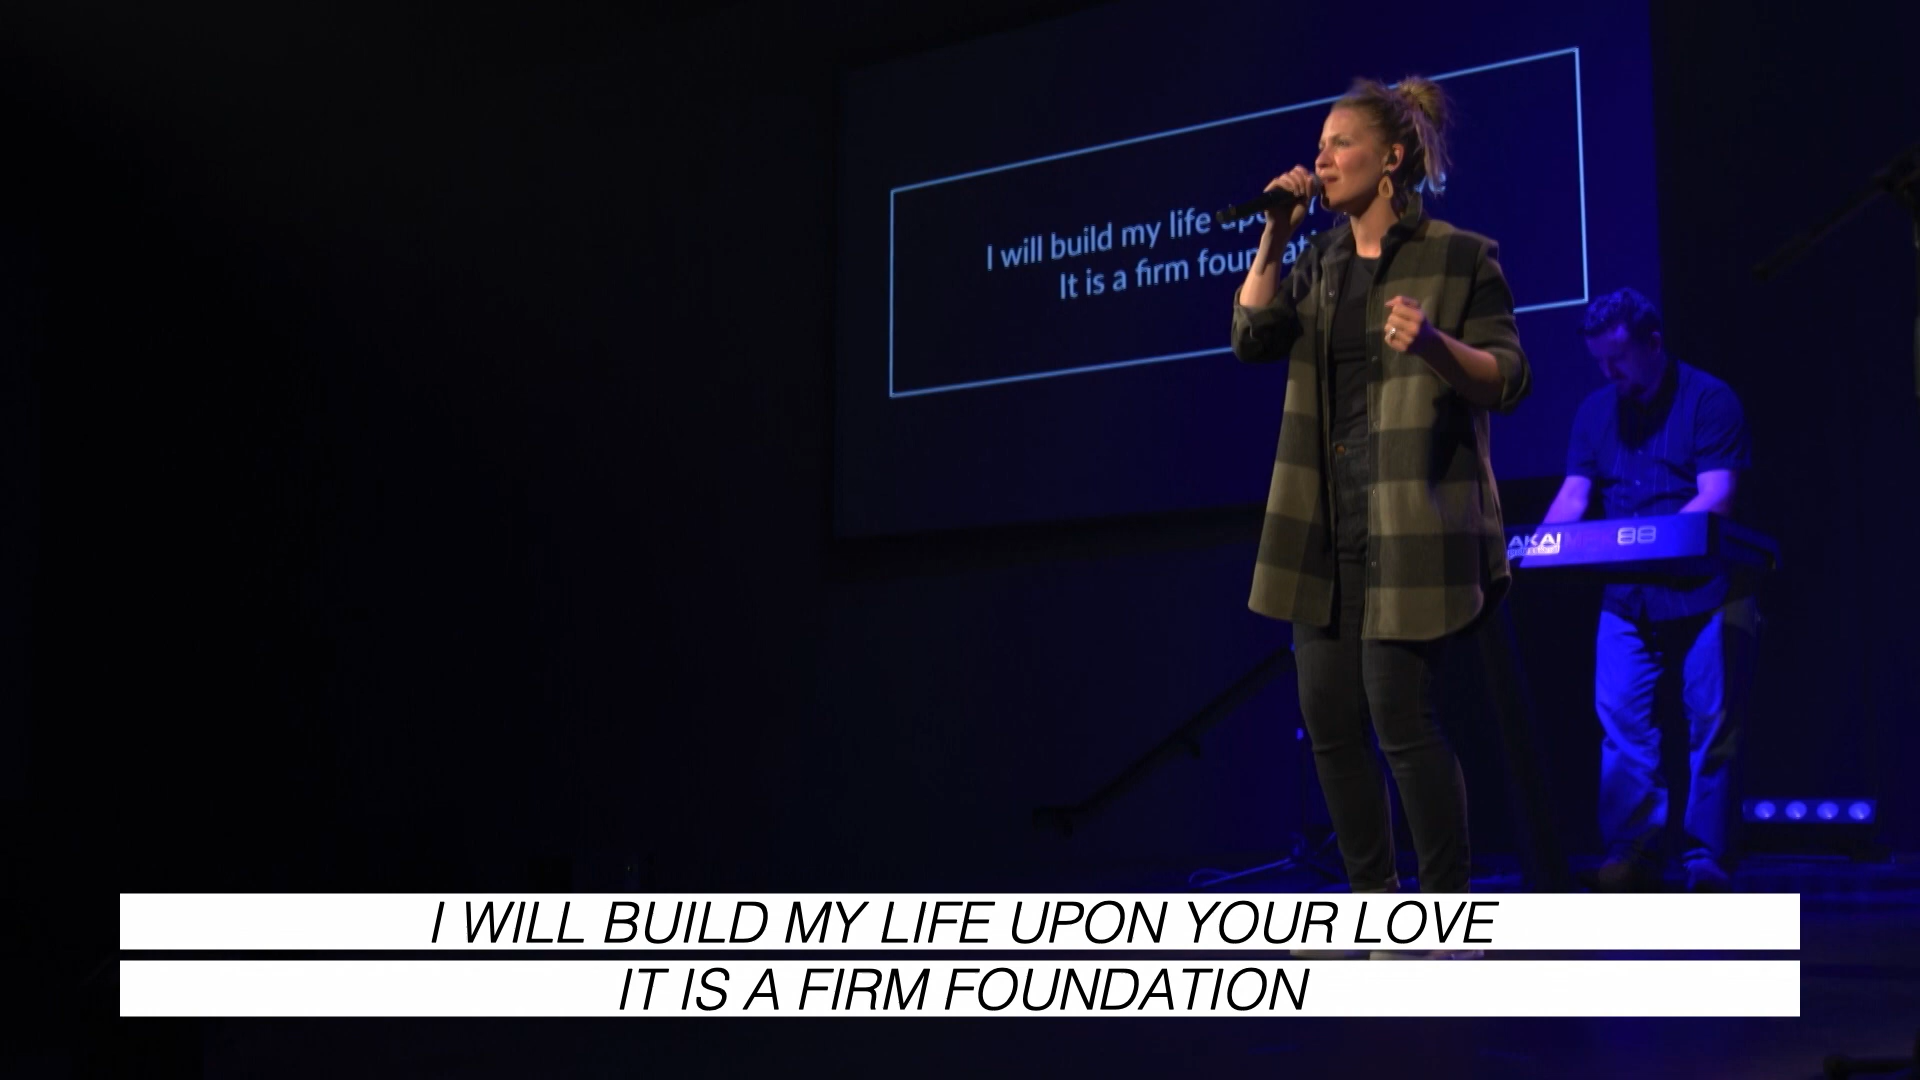 I will build my life
It is a firm
AKAI
88
I WILL BUILD MY LIFE UPON YOUR LOVE
IT IS A FIRM FOUNDATION